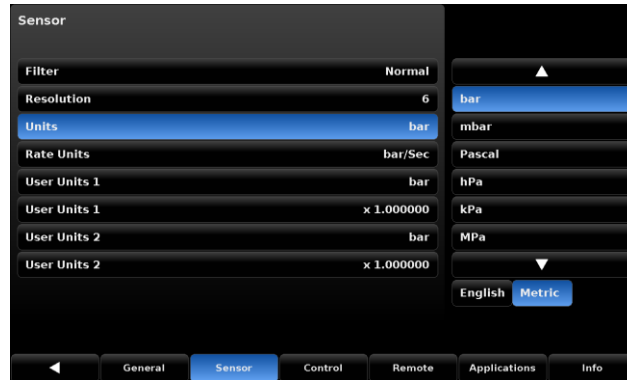 Sensor
Filter Normal
Resolution 6
Units bar
Rate Units bar/Sec
User Units 1 bar
User Units 1 x 1.000000
User Units 2 bar
User Units 2 x 1.000000
bar
mbar
Pascal
hPa
kPa
MPa
English Metric
General Sensor Control Remote Applications Info